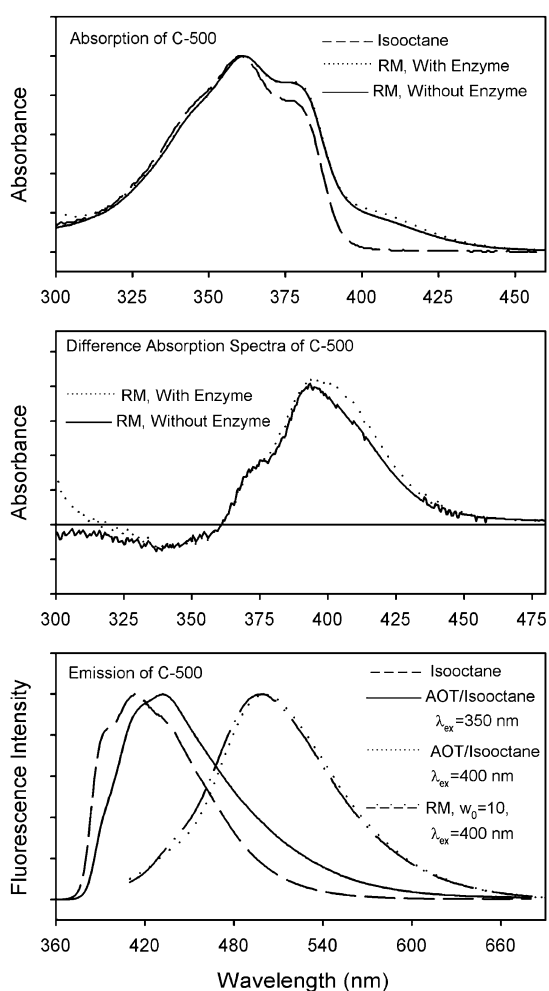 Absorption of C-500
Isooctane
RM, With Enzyme
RM, Without Enzyme
Absorbance
300 325 350 375 400 425 450
Difference Absorption Spectra of C-500
RM, With Enzyme
RM, Without Enzyme
Absorbance
300 325 350 375 400 425 450 475
Emission of C-500
Isooctane
AOT/Isooctane
λex=350 nm
AOT/Isooctane
λex=400 nm
RM, w0=10,
λex=400 nm
Fluorescence Intensity
360 420 480 540 600 660
Wavelength (nm)